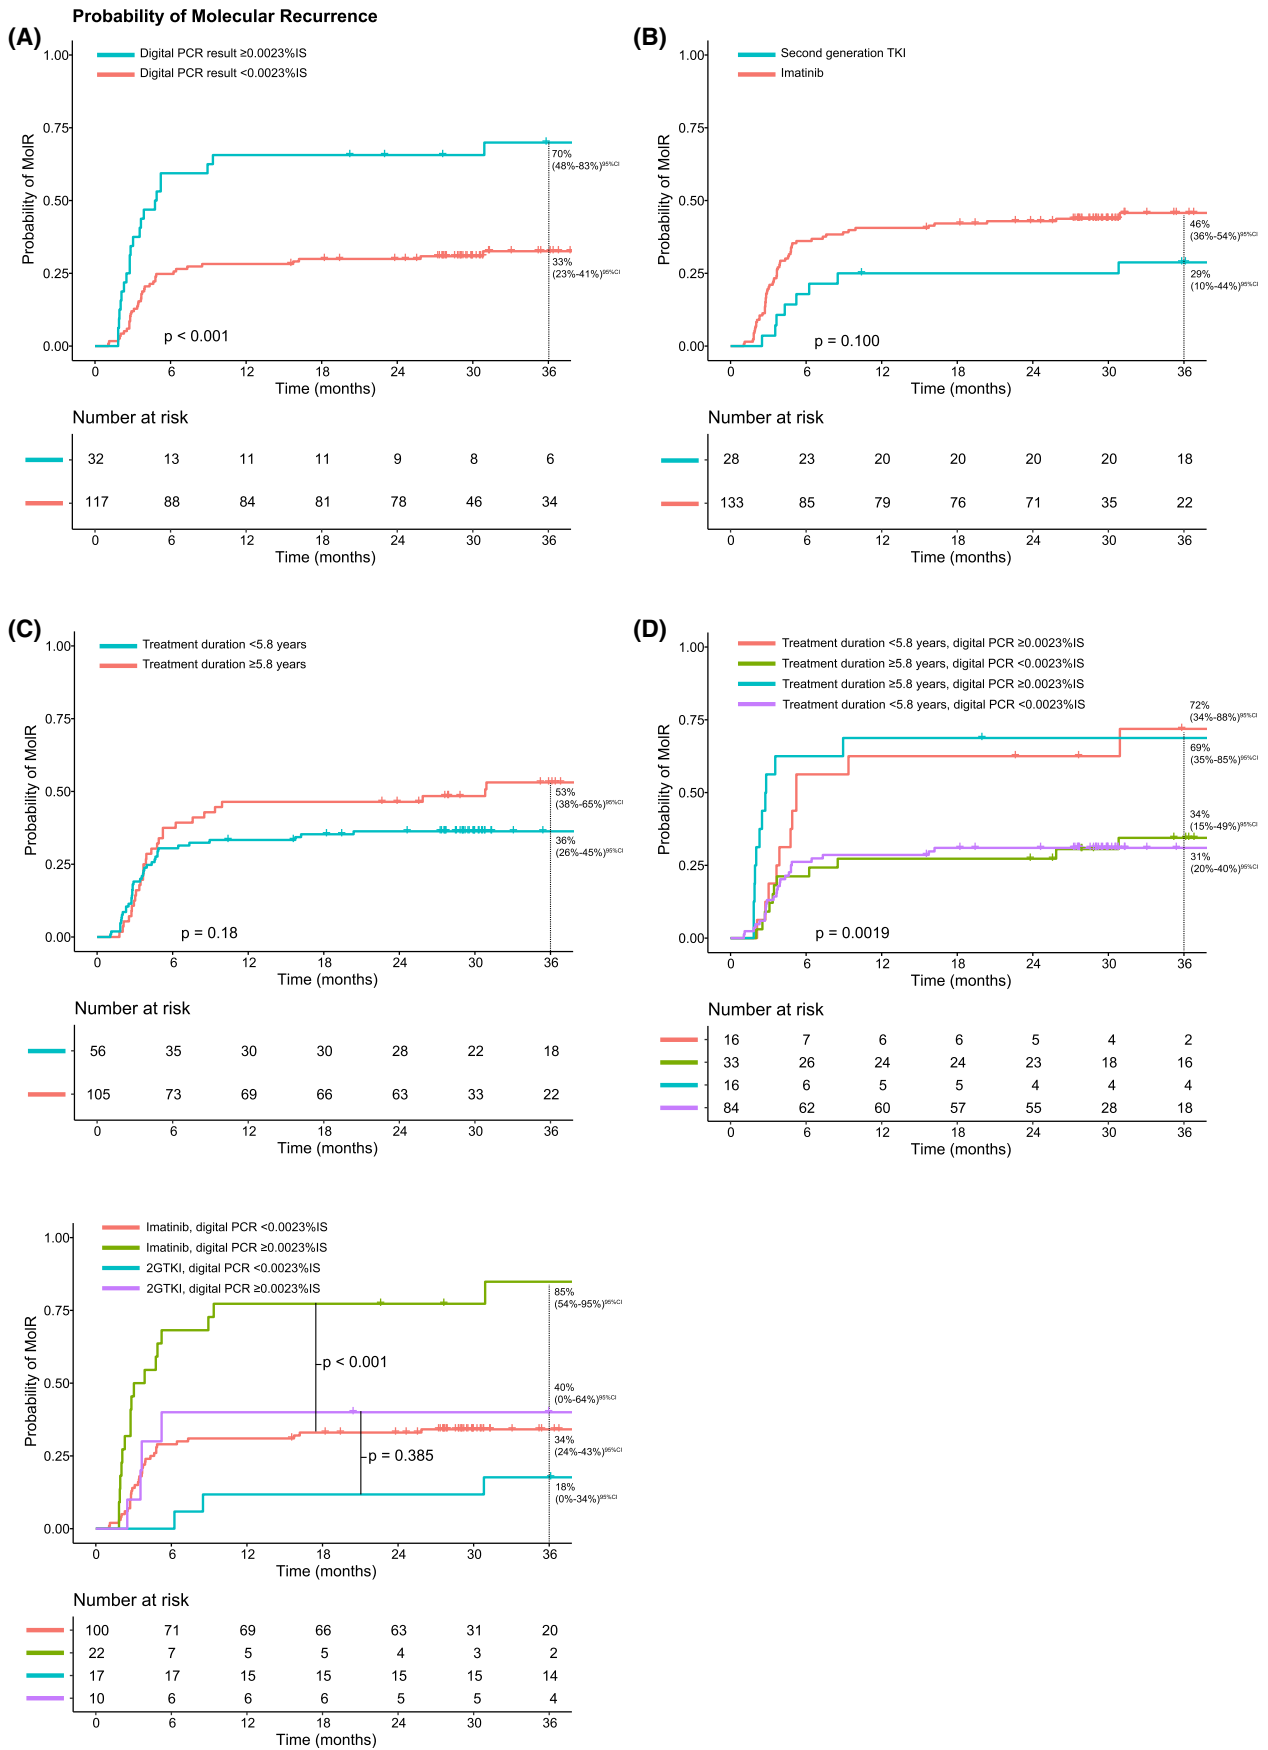 Probability of Molecular Recurrence
(A)
Digital PCR result ≥0.0023%IS
Digital PCR result <0.0023%IS
Probability of MolR
1.00
0.75
0.50
0.25
0.00
70%
(48%-83%)95%CI
33%
(23%-41%)95%CI
p < 0.001
0 6 12 18 24 30 36
Time (months)
Number at risk
32 13 11 11 9 8 6
117 88 84 81 78 46 34
0 6 12 18 24 30 36
Time (months)
(B)
Second generation TKI
Imatinib
Probability of MolR
1.00
0.75
0.50
0.25
0.00
46%
(36%-54%)95%CI
29%
(10%-44%)95%CI
p = 0.100
0 6 12 18 24 30 36
Time (months)
Number at risk
28 23 20 20 20 20 18
133 85 79 76 71 35 22
0 6 12 18 24 30 36
Time (months)
(C)
Treatment duration <5.8 years
Treatment duration ≥5.8 years
Probability of MolR
1.00
0.75
0.50
0.25
0.00
53%
(38%-65%)95%CI
36%
(26%-45%)95%CI
p = 0.18
0 6 12 18 24 30 36
Time (months)
Number at risk
56 35 30 30 28 22 18
105 73 69 66 63 33 22
0 6 12 18 24 30 36
Time (months)
(D)
Treatment duration <5.8 years, digital PCR ≥0.0023%IS
Treatment duration ≥5.8 years, digital PCR <0.0023%IS
Treatment duration ≥5.8 years, digital PCR ≥0.0023%IS
Treatment duration <5.8 years, digital PCR <0.0023%IS
Probability of MolR
1.00
0.75
0.50
0.25
0.00
72%
(34%-88%)95%CI
69%
(35%-85%)95%CI
34%
(15%-49%)95%CI
31%
(20%-40%)95%CI
p = 0.0019
0 6 12 18 24 30 36
Time (months)
Number at risk
16 7 6 6 5 4 2
33 26 24 24 23 18 16
16 6 5 5 4 4 4
84 62 60 57 55 28 18
0 6 12 18 24 30 36
Time (months)
Imatinib, digital PCR <0.0023%IS
Imatinib, digital PCR ≥0.0023%IS
2GTKI, digital PCR <0.0023%IS
2GTKI, digital PCR ≥0.0023%IS
Probability of MolR
1.00
0.75
0.50
0.25
0.00
85%
(54%-95%)95%CI
p < 0.001
40%
(0%-64%)95%CI
34%
(24%-43%)95%CI
p = 0.385
18%
(0%-34%)95%CI
0 6 12 18 24 30 36
Time (months)
Number at risk
100 71 69 66 63 31 20
22 7 5 5 4 3 2
17 17 15 15 15 15 14
10 6 6 6 5 5 4
0 6 12 18 24 30 36
Time (months)